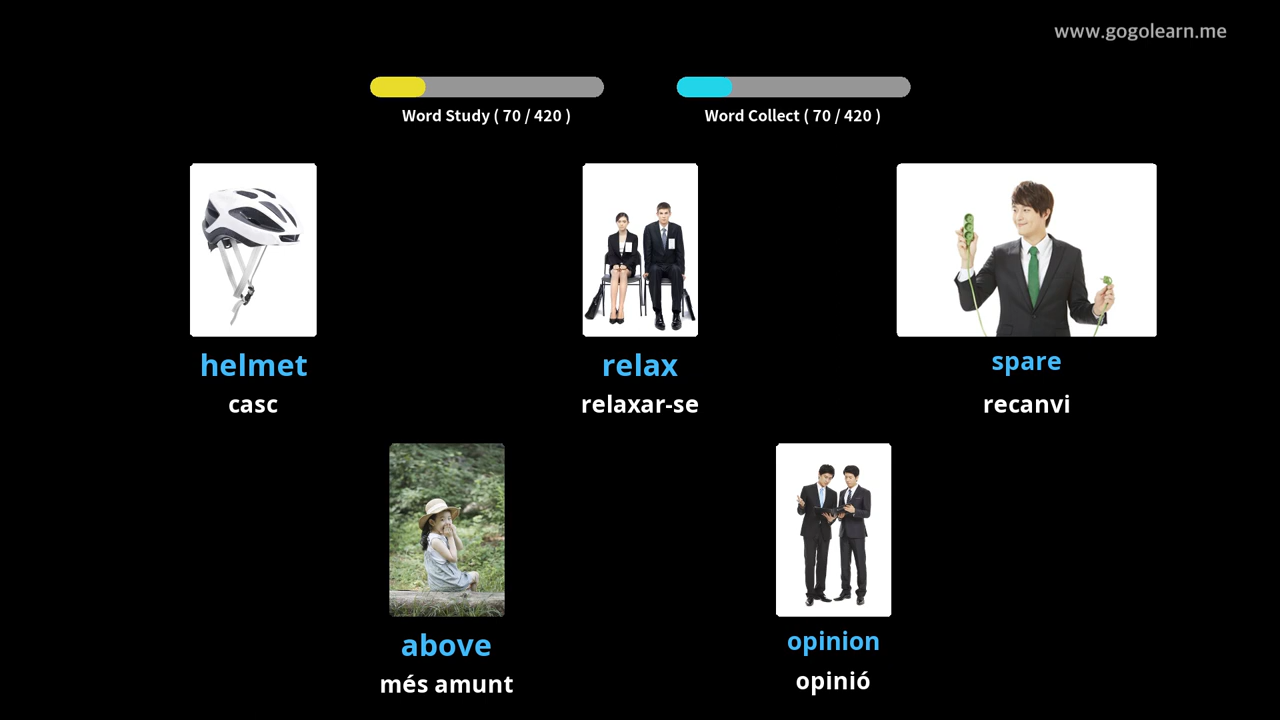 www.gogolearn.me
Word Study ( 70 / 420 )
Word Collect ( 70 / 420 )
helmet
casc
relax
relaxar-se
spare
recanvi
above
més amunt
opinion
opinió